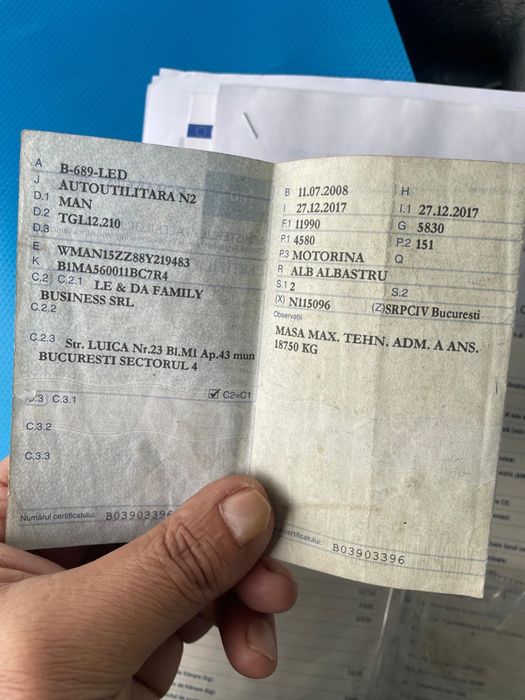 A B-689-LED
J AUTOUTILITARA N2
D.1 MAN
D.2 TGL12.210
D.3
E WMAN15ZZ88Y219483
K B1MA560011BC7R4
C.2 C.2.1 LE & DA FAMILY
BUSINESS SRL
C.2.2
C.2.3 Str. LUICA Nr.23 Bl.M1 Ap.43 mun
BUCURESTI SECTORUL 4
C.3 C.3.1 C2=C1
C.3.2
C.3.3
Numărul certificatului: B03903396
B 11.07.2008 H
I 27.12.2017 I.1 27.12.2017
F.1 11990 G 5830
P.1 4580 P.2 151
P.3 MOTORINA Q
R ALB ALBASTRU
S.1 2 S.2
(X) N115096 (Z) SRPCIV Bucuresti
Observații
MASA MAX. TEHN. ADM. A ANS.
18750 KG
certificatului: B03903396